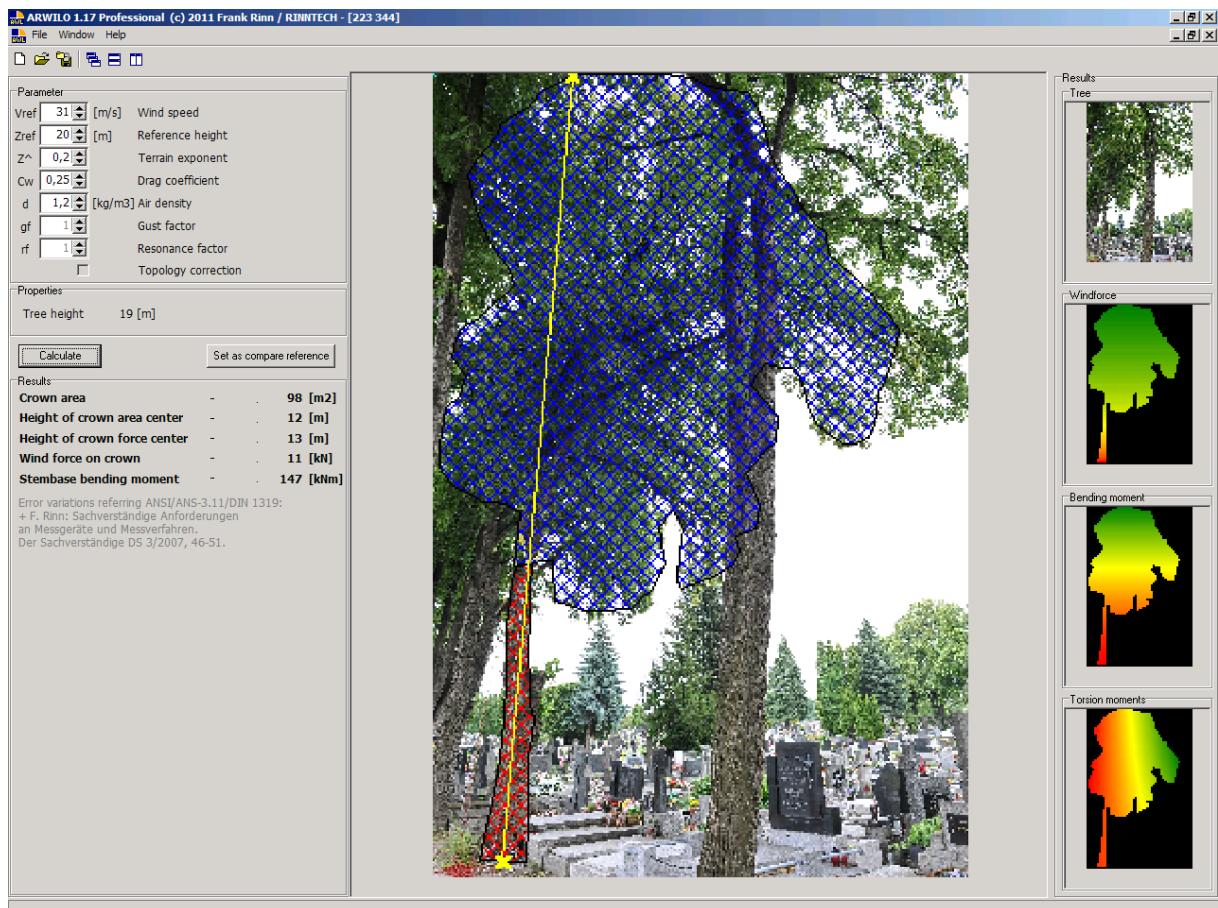 ARWILO 1.17 Professional (c) 2011 Frank Rinn / RINNTECH - [223 344]
File Window Help
Parameter
Vref 31 [m/s] Wind speed
Zref 20 [m] Reference height
Z^ 0,2 Terrain exponent
Cw 0,25 Drag coefficient
d 1,2 [kg/m3] Air density
gf 1 Gust factor
rf 1 Resonance factor
Topology correction
Properties
Tree height 19 [m]
Calculate Set as compare reference
Results
Crown area - . 98 [m2]
Height of crown area center - . 12 [m]
Height of crown force center - . 13 [m]
Wind force on crown - . 11 [kN]
Stembase bending moment - . 147 [kNm]
Error variations referring ANSI/ANS-3.11/DIN 1319:
+ F. Rinn: Sachverständige Anforderungen
an Messgeräte und Messverfahren.
Der Sachverständige DS 3/2007, 46-51.
Results
Tree
Windforce
Bending moment
Torsion moments